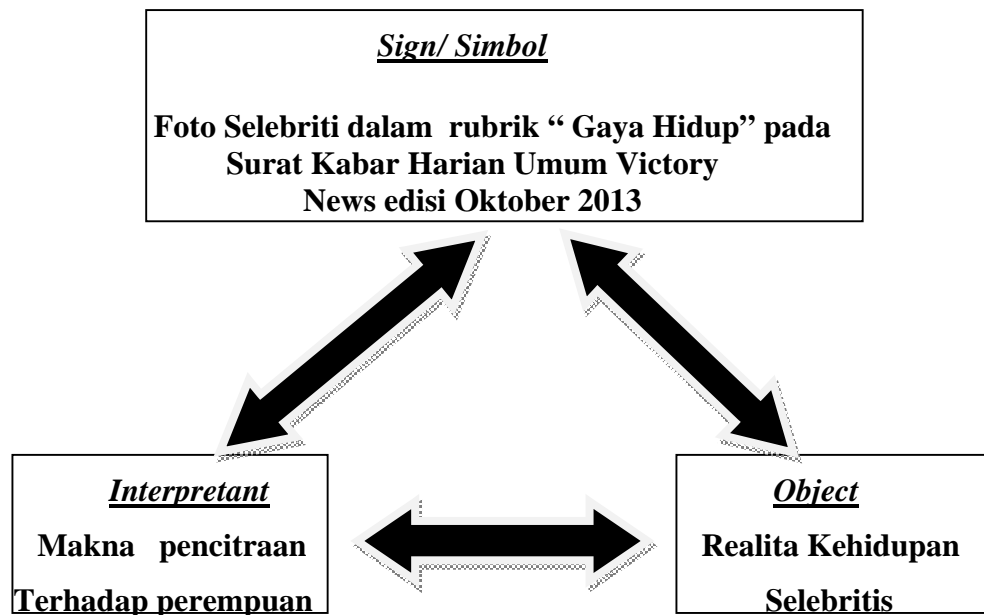 Sign/ Simbol
Foto Selebriti dalam rubrik “ Gaya Hidup” pada
Surat Kabar Harian Umum Victory
News edisi Oktober 2013
Interpretant
Makna pencitraan
Terhadap perempuan
Object
Realita Kehidupan
Selebritis